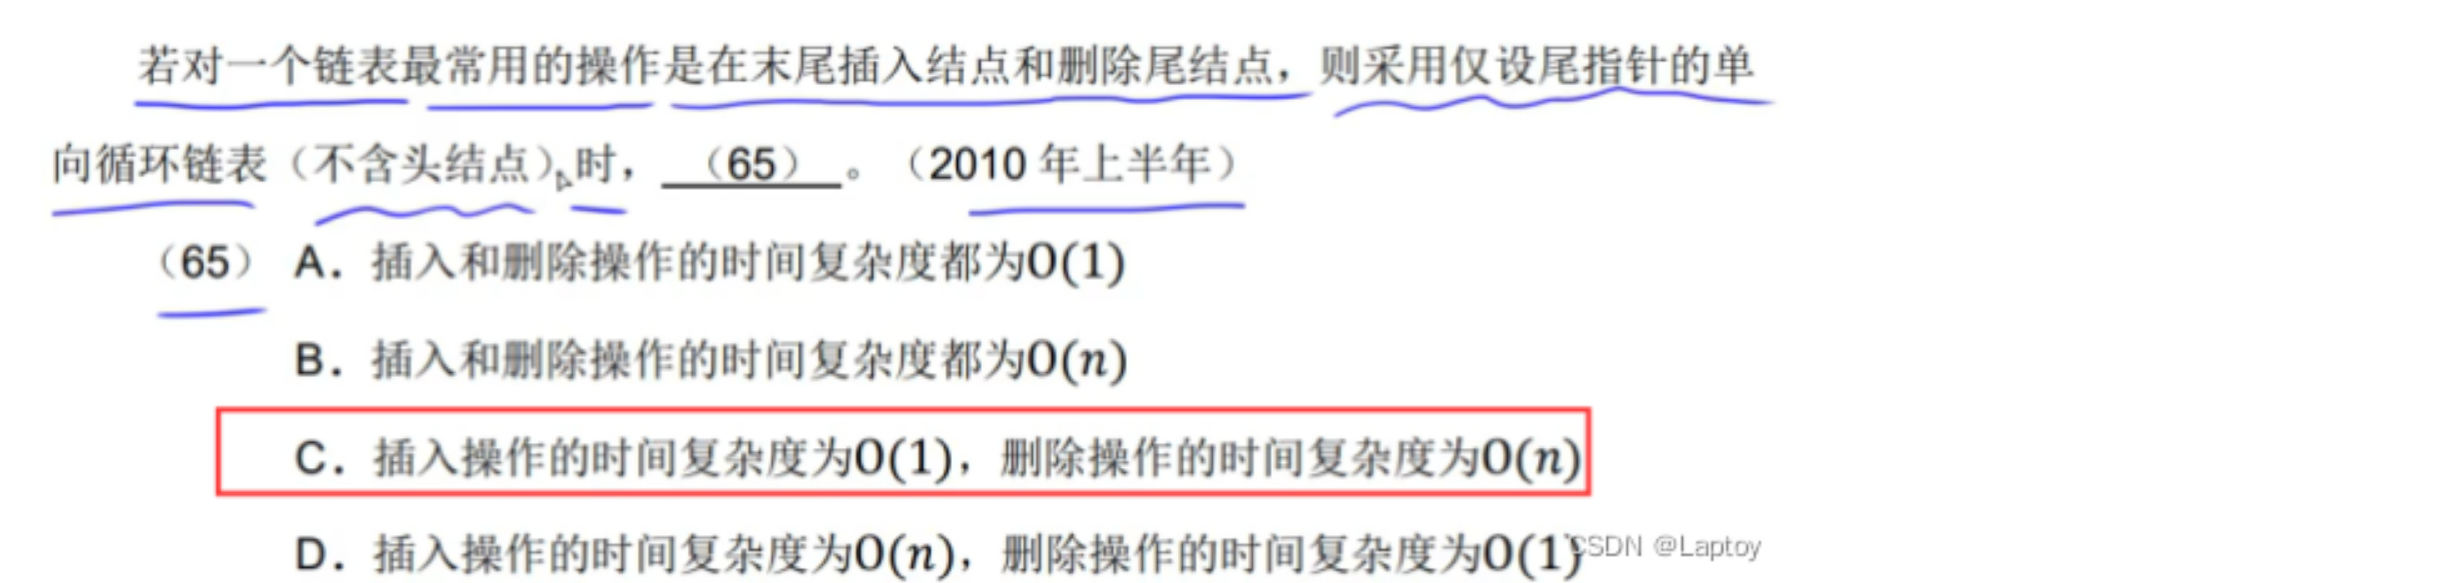 若对一个链表最常用的操作是在末尾插入结点和删除尾结点，则采用仅设尾指针的单
向循环链表（不含头结点）时，（65）。（2010 年上半年）
（65） A．插入和删除操作的时间复杂度都为O(1)
B．插入和删除操作的时间复杂度都为O(n)
C．插入操作的时间复杂度为O(1)，删除操作的时间复杂度为O(n)
D．插入操作的时间复杂度为O(n)，删除操作的时间复杂度为O(1)
CSDN @Laptoy